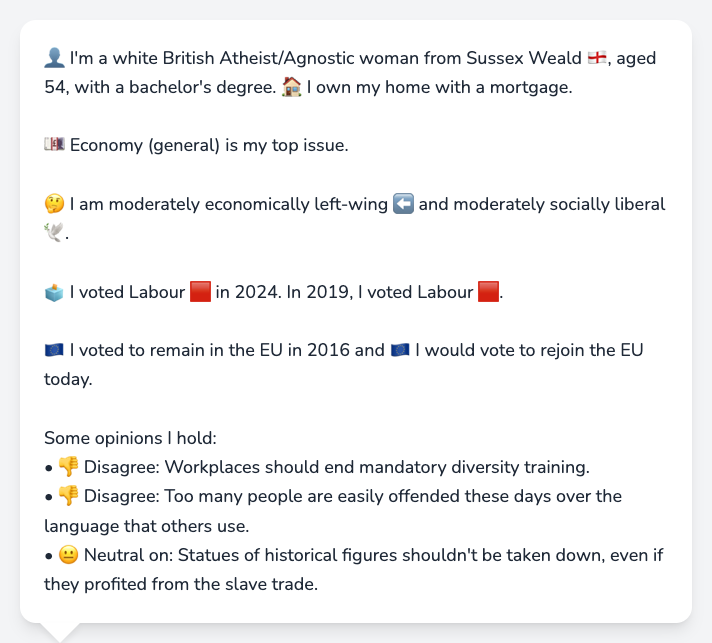 👤 I'm a white British Atheist/Agnostic woman from Sussex Weald 🏴󠁧󠁢󠁥󠁮󠁧󠁿, aged
54, with a bachelor's degree. 🏠 I own my home with a mortgage.
💷 Economy (general) is my top issue.
🤔 I am moderately economically left-wing ⬅️ and moderately socially liberal
🕊️.
🗳️ I voted Labour 🟥 in 2024. In 2019, I voted Labour 🟥.
🇪🇺 I voted to remain in the EU in 2016 and 🇪🇺 I would vote to rejoin the EU
today.
Some opinions I hold:
• 👎 Disagree: Workplaces should end mandatory diversity training.
• 👎 Disagree: Too many people are easily offended these days over the
language that others use.
• 😐 Neutral on: Statues of historical figures shouldn't be taken down, even if
they profited from the slave trade.